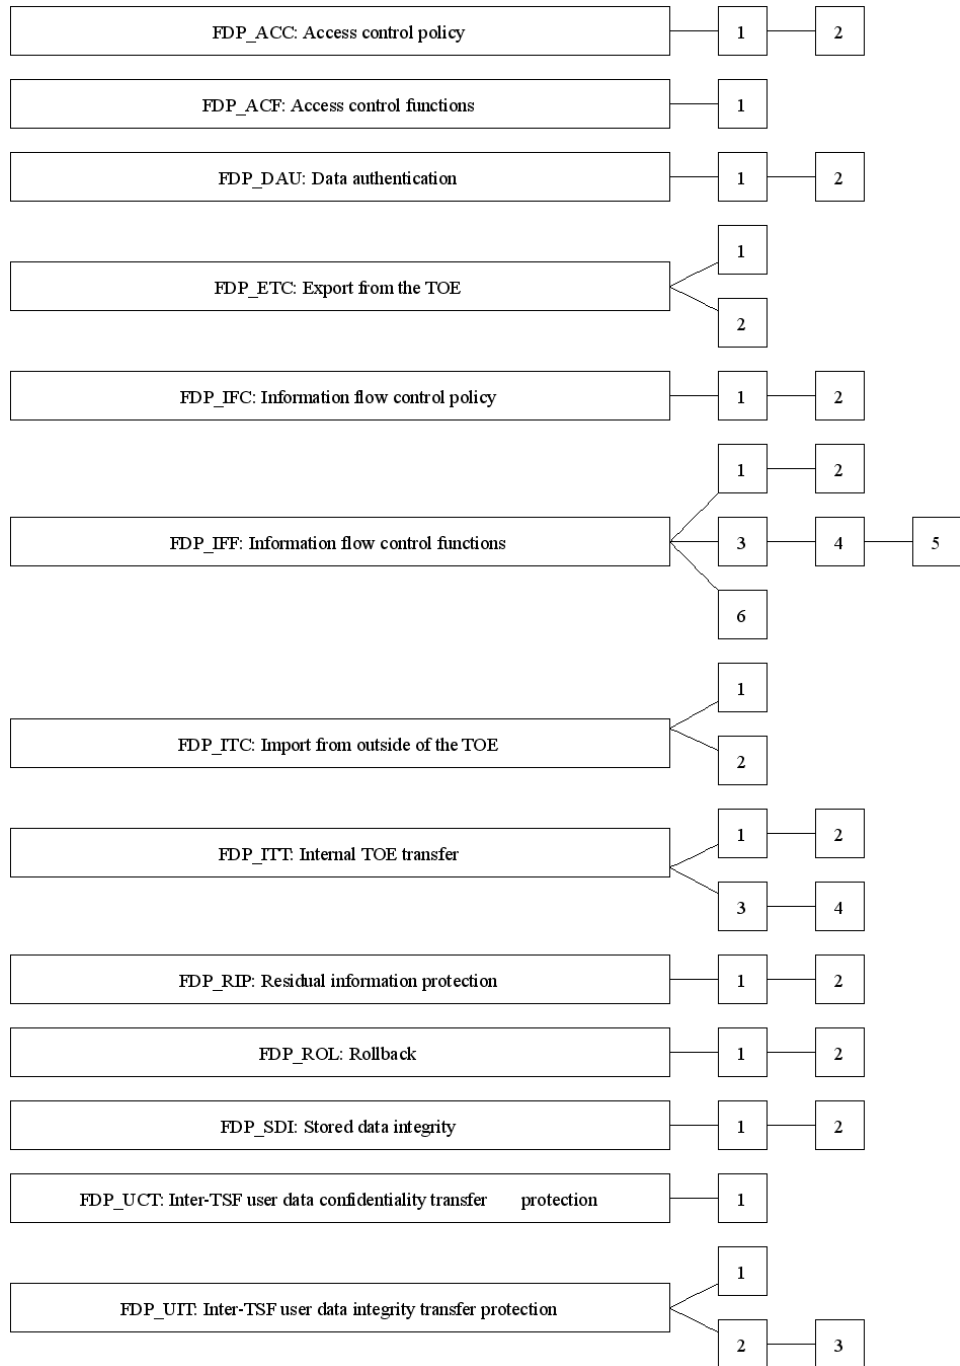 FDP_ACC: Access control policy 1 2
FDP_ACF: Access control functions 1
FDP_DAU: Data authentication 1 2
1
FDP_ETC: Export from the TOE
2
FDP_IFC: Information flow control policy 1 2
1 2
FDP_IFF: Information flow control functions 3 4 5
6
1
FDP_ITC: Import from outside of the TOE
2
1 2
FDP_ITT: Internal TOE transfer
3 4
FDP_RIP: Residual information protection 1 2
FDP_ROL: Rollback 1 2
FDP_SDI: Stored data integrity 1 2
FDP_UCT: Inter-TSF user data confidentiality transfer protection 1
1
FDP_UIT: Inter-TSF user data integrity transfer protection
2 3